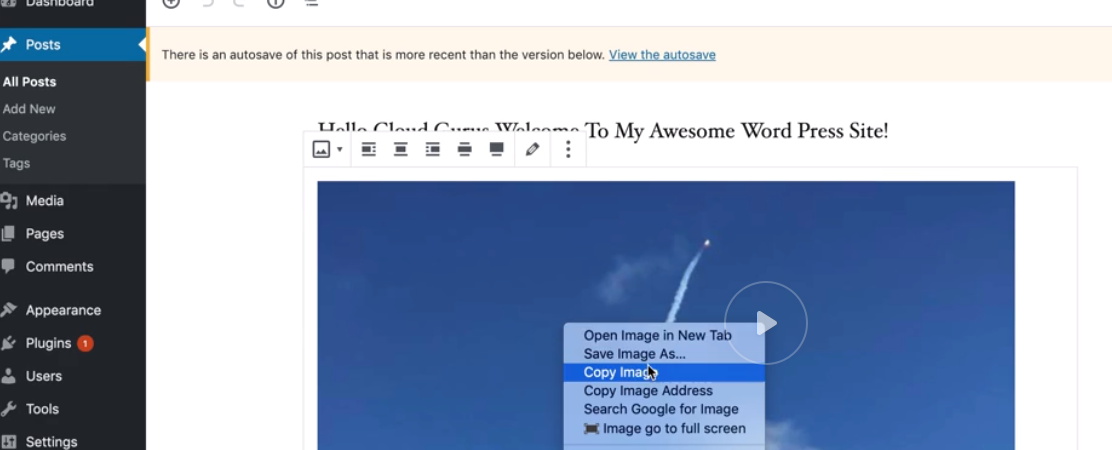 Dashboard
Posts
There is an autosave of this post that is more recent than the version below. View the autosave
All Posts
Add New
Categories
Tags
Hello Cloud Gurus Welcome To My Awesome Word Press Site!
Media
Pages
Comments
Appearance
Plugins 1
Users
Tools
Settings
Open Image in New Tab
Save Image As...
Copy Image
Copy Image Address
Search Google for Image
Image go to full screen